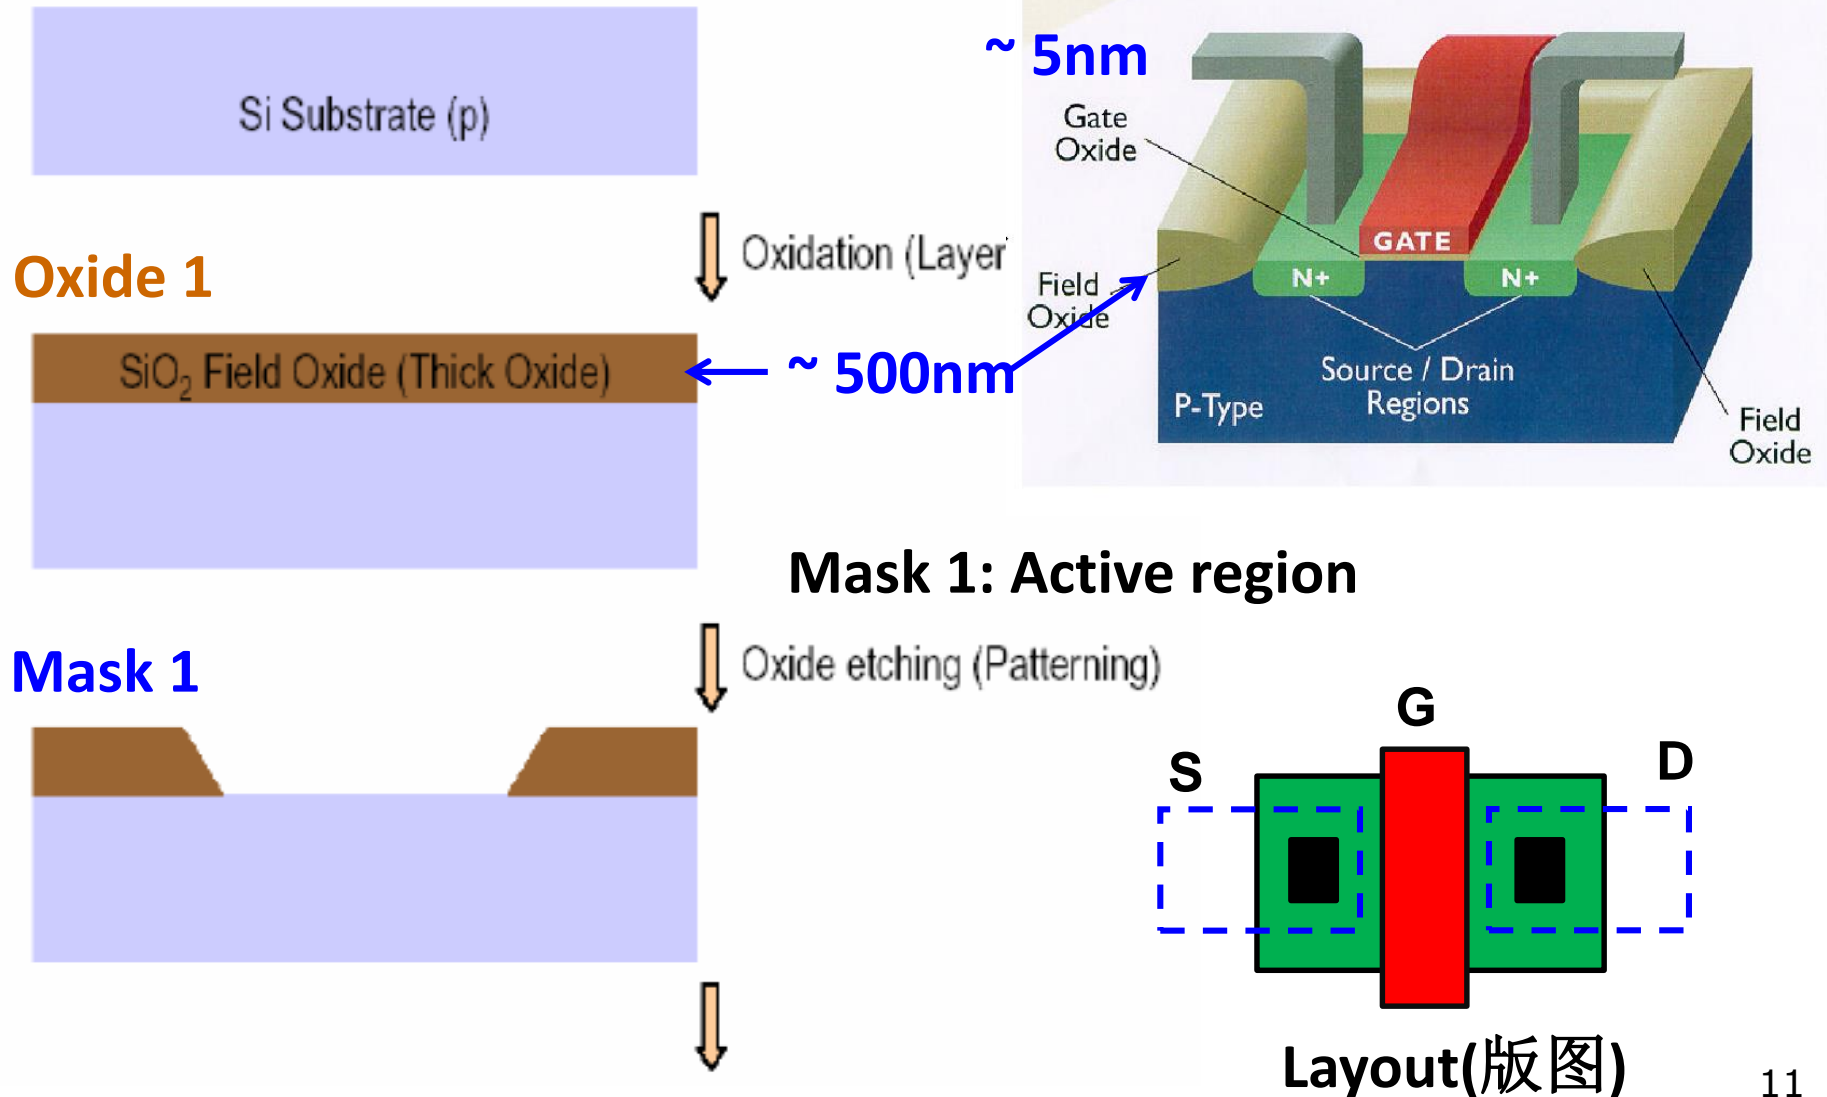 Si Substrate (p)
Oxidation (Layer
Oxide 1
SiO₂ Field Oxide (Thick Oxide)
~ 500nm
~ 5nm
Gate
Oxide
GATE
N+
N+
Field
Oxide
Source / Drain
Regions
P-Type
Field
Oxide
Mask 1: Active region
Mask 1
Oxide etching (Patterning)
G
S
D
Layout(版图)
11